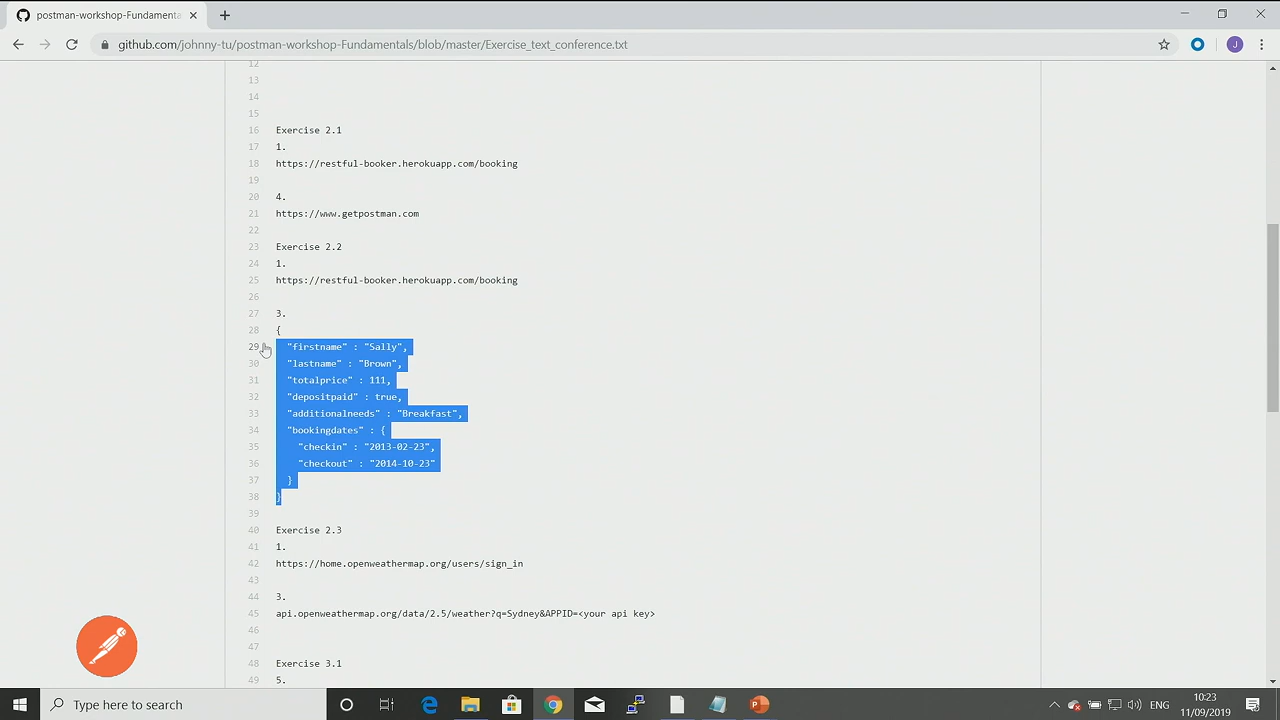 postman-workshop-Fundamenta
github.com/johnny-tu/postman-workshop-Fundamentals/blob/master/Exercise_text_conference.txt
J
12
13
14
15
16 Exercise 2.1
17 1.
18 https://restful-booker.herokuapp.com/booking
19
20 4.
21 https://www.getpostman.com
22
23 Exercise 2.2
24 1.
25 https://restful-booker.herokuapp.com/booking
26
27 3.
28 {
29 "firstname" : "Sally",
30 "lastname" : "Brown",
31 "totalprice" : 111,
32 "depositpaid" : true,
33 "additionalneeds" : "Breakfast",
34 "bookingdates" : {
35 "checkin" : "2013-02-23",
36 "checkout" : "2014-10-23"
37 }
38 }
39
40 Exercise 2.3
41 1.
42 https://home.openweathermap.org/users/sign_in
43
44 3.
45 api.openweathermap.org/data/2.5/weather?q=Sydney&APPID=<your api key>
46
47
48 Exercise 3.1
49 5.
Type here to search
ENG
10:23
11/09/2019